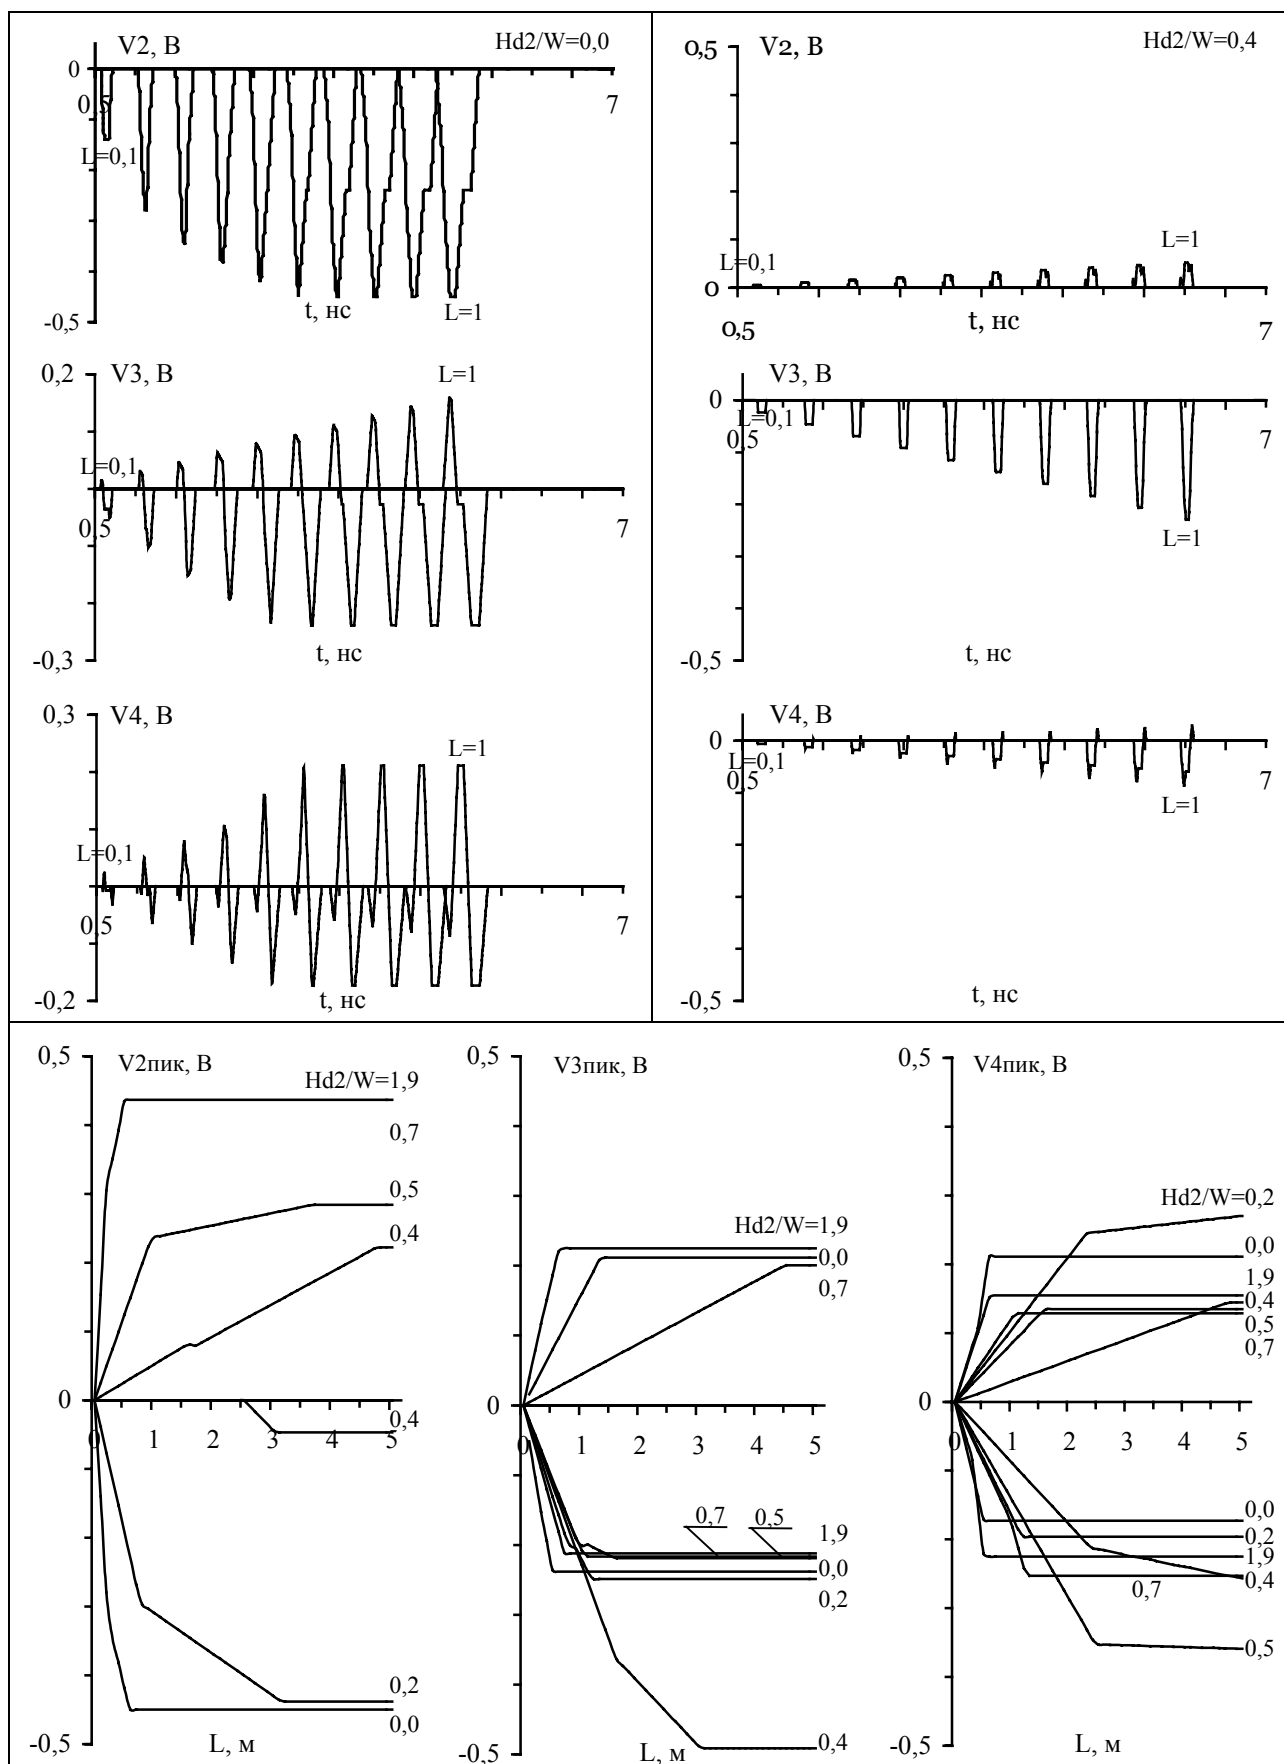 V2, В
Hd2/W=0,0
0
0,5
7
L=0,1
t, нс
L=1
-0,5
0,5
V2, В
Hd2/W=0,4
L=0,1
L=1
0
t, нс
0,5
7
0,2
V3, В
L=1
L=0,1
0,5
7
t, нс
-0,3
V3, В
0
L=0,1
0,5
7
L=1
-0,5
t, нс
0,3
V4, В
L=1
L=0,1
0,5
7
-0,2
t, нс
V4, В
0
L=0,1
0,5
7
L=1
-0,5
t, нс
0,5
V2пик, В
Hd2/W=1,9
0,7
0,5
0,4
0
0 1 2 3 4 5
0,4
0,2
0,0
-0,5
L, м
0,5
V3пик, В
Hd2/W=1,9
0,0
0,7
0
0 1 2 3 4 5
0,7
0,5
1,9
0,0
0,2
0,4
-0,5
L, м
0,5
V4пик, В
Hd2/W=0,2
0,0
1,9
0,4
0,5
0,7
0
0 1 2 3 4 5
0,0
0,2
1,9
0,4
0,7
0,5
-0,5
L, м